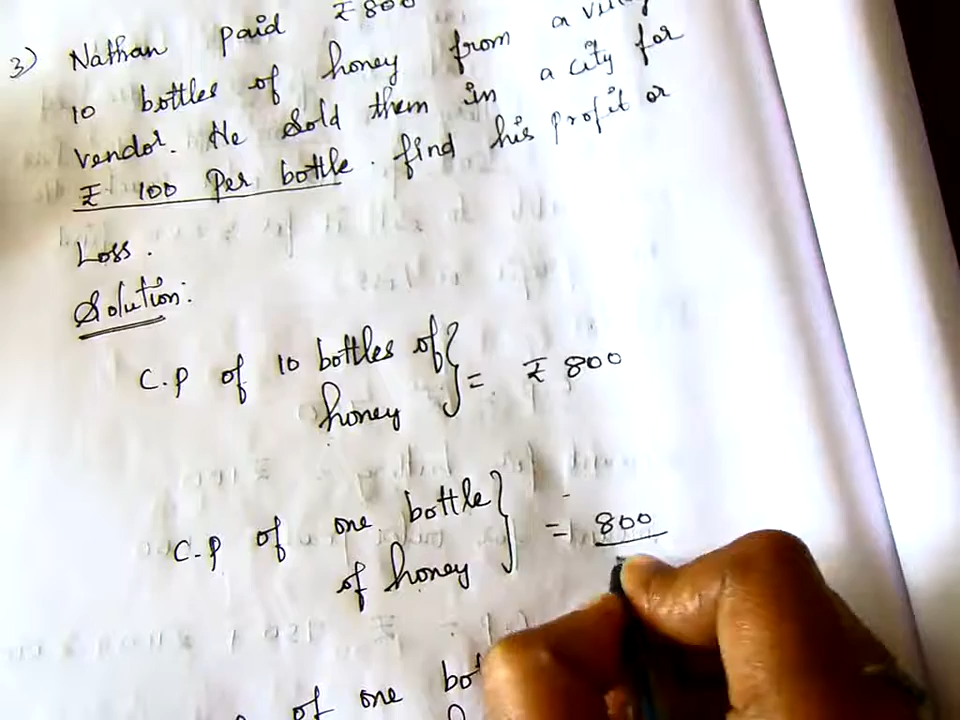 3) Nathan paid ₹ 800
10 bottles of honey from a
vendor. He sold them in a city for
₹ 100 Per bottle. find his profit or
Loss.
Solution:
C.P of 10 bottles of } = ₹ 800
honey
C.P of one bottle } = 800
of honey
of one